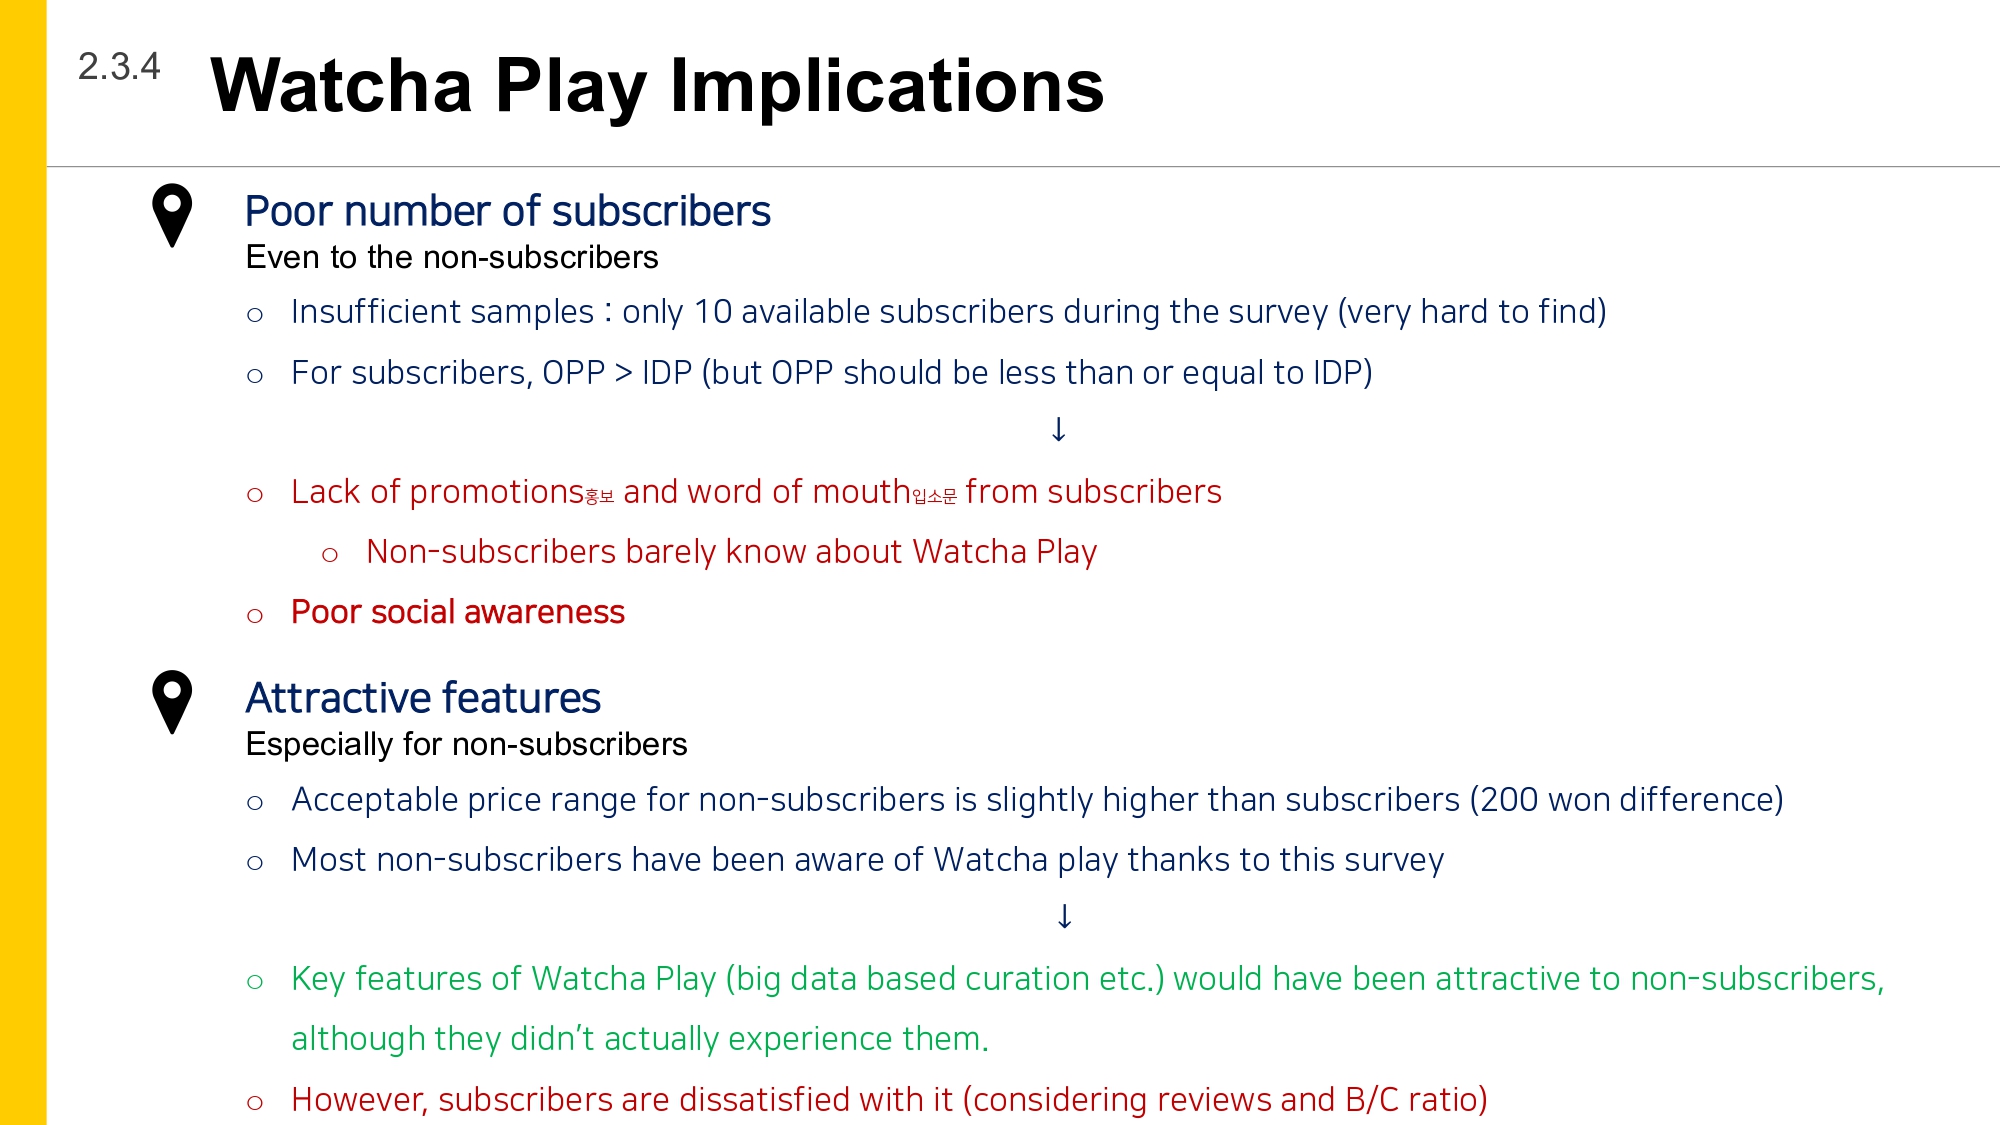 2.3.4
Watcha Play Implications
Poor number of subscribers
Even to the non-subscribers
o Insufficient samples : only 10 available subscribers during the survey (very hard to find)
o For subscribers, OPP > IDP (but OPP should be less than or equal to IDP)
↓
o Lack of promotions홍보 and word of mouth입소문 from subscribers
o Non-subscribers barely know about Watcha Play
o Poor social awareness
Attractive features
Especially for non-subscribers
o Acceptable price range for non-subscribers is slightly higher than subscribers (200 won difference)
o Most non-subscribers have been aware of Watcha play thanks to this survey
↓
o Key features of Watcha Play (big data based curation etc.) would have been attractive to non-subscribers,
although they didn’t actually experience them.
o However, subscribers are dissatisfied with it (considering reviews and B/C ratio)